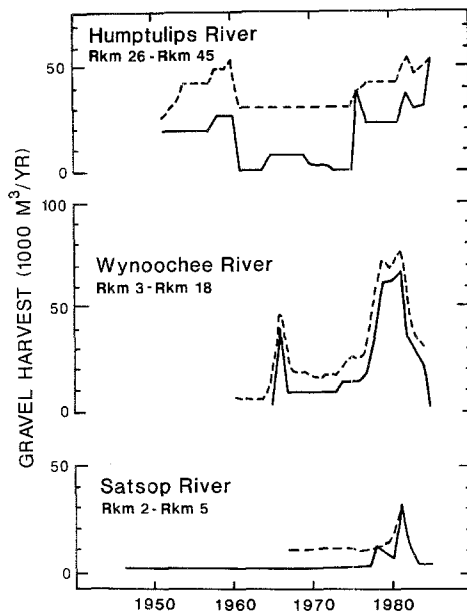 Humptulips River
Rkm 26 - Rkm 45
50
0
100
Wynoochee River
Rkm 3 - Rkm 18
50
0
50
Satsop River
Rkm 2 - Rkm 5
0
1950 1960 1970 1980
GRAVEL HARVEST (1000 M³/YR)